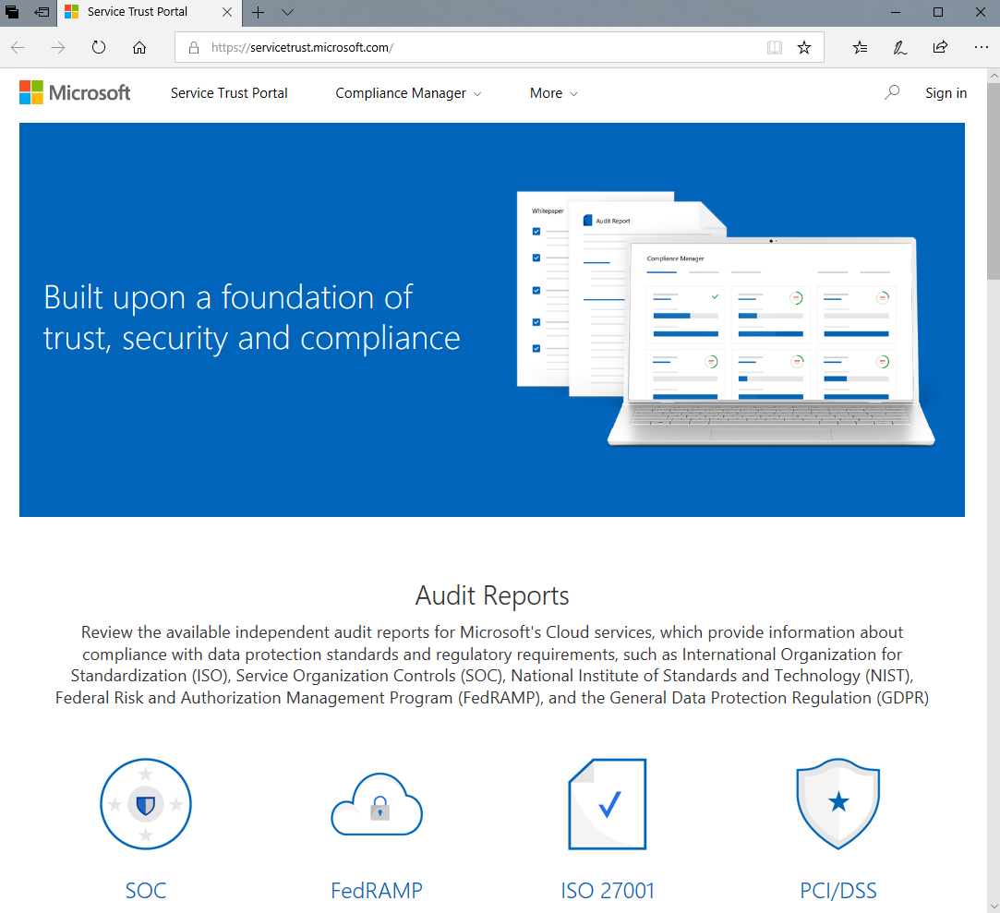 Service Trust Portal
https://servicetrust.microsoft.com/
Microsoft
Service Trust Portal
Compliance Manager
More
Sign in
Whitepaper
Audit Report
Compliance Manager
Built upon a foundation of
trust, security and compliance
Audit Reports
Review the available independent audit reports for Microsoft's Cloud services, which provide information about
compliance with data protection standards and regulatory requirements, such as International Organization for
Standardization (ISO), Service Organization Controls (SOC), National Institute of Standards and Technology (NIST),
Federal Risk and Authorization Management Program (FedRAMP), and the General Data Protection Regulation (GDPR)
SOC
FedRAMP
ISO 27001
PCI/DSS